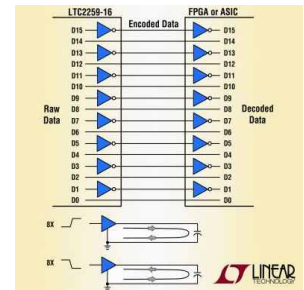 LTC2259-16 FPGA or ASIC
Encoded Data
D15 D15
D14 D14
D13 D13
D12 D12
D11 D11
D10 D10
D9 D9
Raw Data D8 D8 Decoded Data
D7 D7
D6 D6
D5 D5
D4 D4
D3 D3
D2 D2
D1 D1
D0 D0
8X
8X
LINEAR
TECHNOLOGY